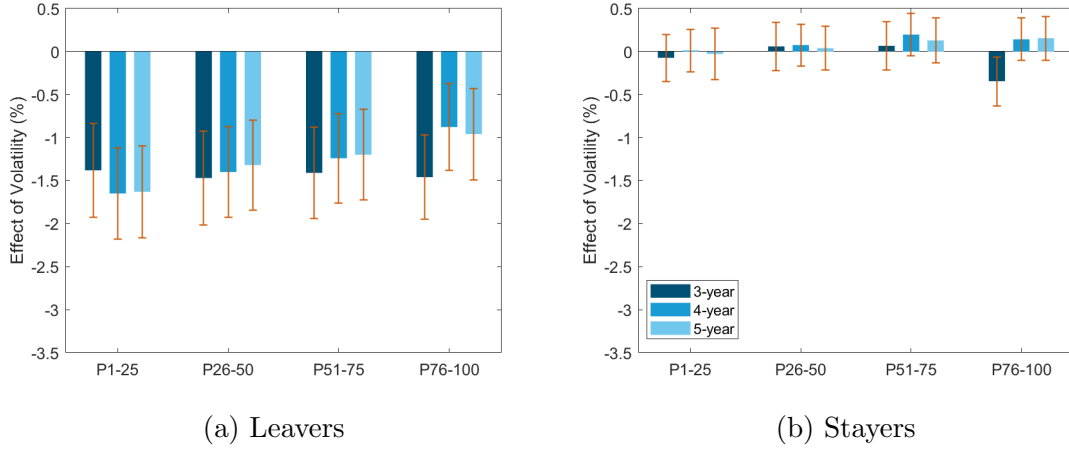 0.5
0
-0.5
-1
-1.5
-2
-2.5
-3
-3.5
Effect of Volatility (%)
P1-25 P26-50 P51-75 P76-100
(a) Leavers
0.5
0
-0.5
-1
-1.5
-2
-2.5
-3
-3.5
Effect of Volatility (%)
3-year
4-year
5-year
P1-25 P26-50 P51-75 P76-100
(b) Stayers